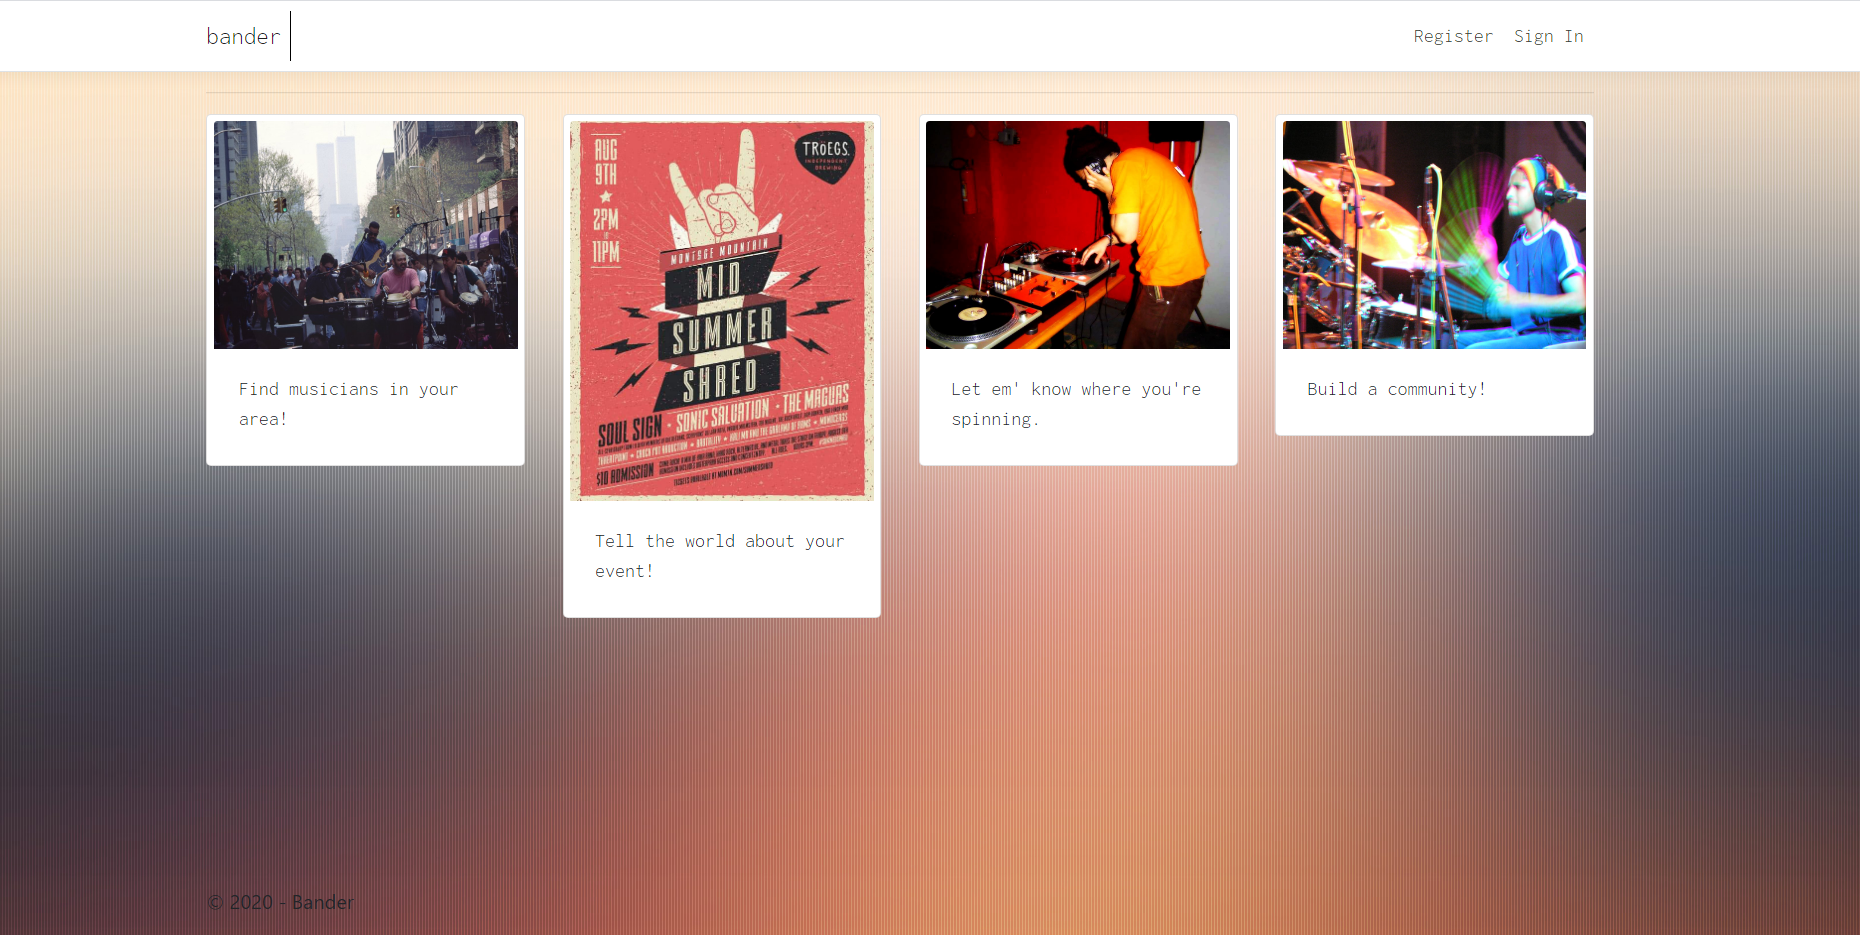 bander
Register Sign In
AUG
9TH
2PM
11PM
TRÖEGS.
INDEPENDENT
BREWING
MONTAGE MOUNTAIN
MID
SUMMER
SHRED
SOUL SIGN · SONIC SALVATION · THE MAGUAS
$10 ADMISSION
Find musicians in your
area!
Tell the world about your
event!
Let em' know where you're
spinning.
Build a community!
© 2020 - Bander